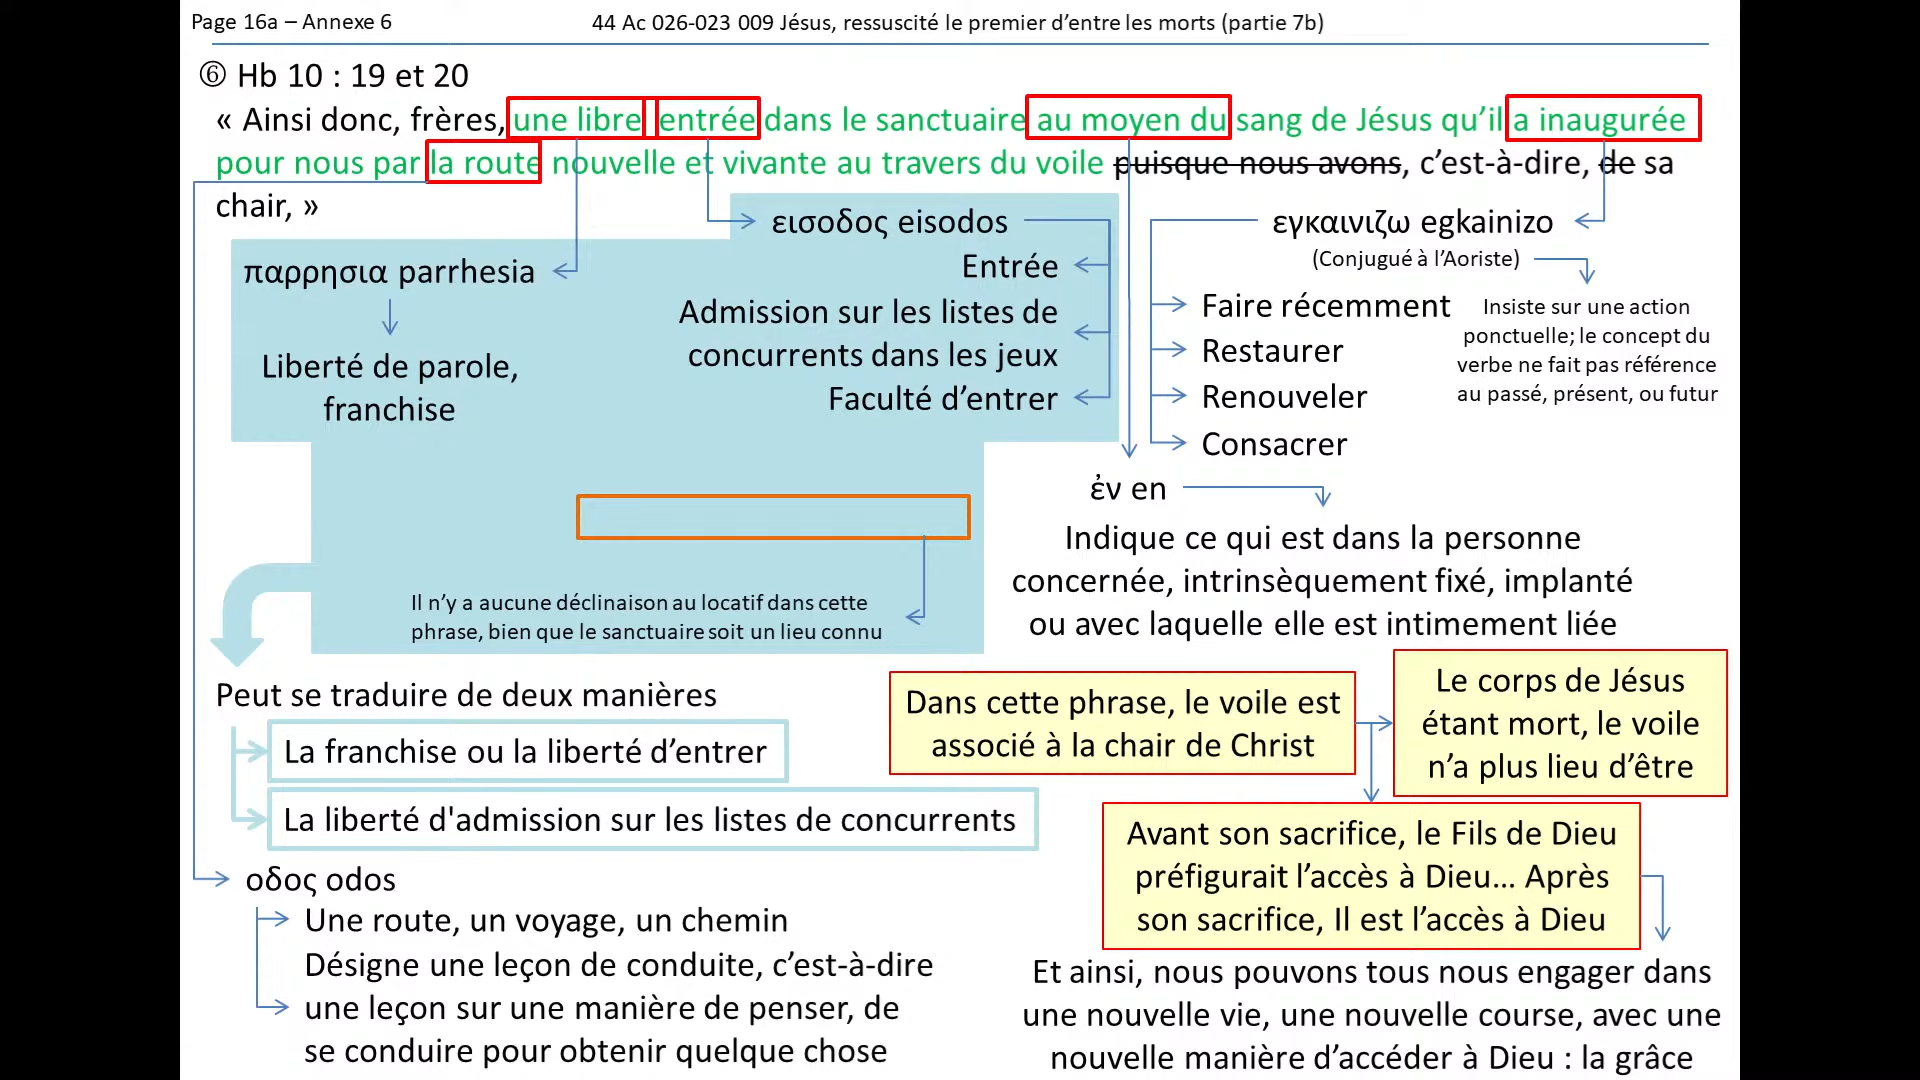 Page 16a – Annexe 6
44 Ac 026-023 009 Jésus, ressuscité le premier d’entre les morts (partie 7b)
⑥ Hb 10 : 19 et 20
« Ainsi donc, frères, une libre entrée dans le sanctuaire au moyen du sang de Jésus qu’il a inaugurée
pour nous par la route nouvelle et vivante au travers du voile puisque nous avons, c’est-à-dire, de sa
chair, »
παρρησια parrhesia
Liberté de parole,
franchise
εισοδος eisodos
Entrée
Admission sur les listes de
concurrents dans les jeux
Faculté d’entrer
εγκαινιζω egkainizo
(Conjugué à l’Aoriste)
Faire récemment
Restaurer
Renouveler
Consacrer
Insiste sur une action
ponctuelle; le concept du
verbe ne fait pas référence
au passé, présent, ou futur
ἐν en
Indique ce qui est dans la personne
concernée, intrinsèquement fixé, implanté
ou avec laquelle elle est intimement liée
Il n’y a aucune déclinaison au locatif dans cette
phrase, bien que le sanctuaire soit un lieu connu
Peut se traduire de deux manières
La franchise ou la liberté d’entrer
La liberté d'admission sur les listes de concurrents
οδος odos
Une route, un voyage, un chemin
Désigne une leçon de conduite, c’est-à-dire
une leçon sur une manière de penser, de
se conduire pour obtenir quelque chose
Dans cette phrase, le voile est
associé à la chair de Christ
Le corps de Jésus
étant mort, le voile
n’a plus lieu d’être
Avant son sacrifice, le Fils de Dieu
préfigurait l’accès à Dieu… Après
son sacrifice, Il est l’accès à Dieu
Et ainsi, nous pouvons tous nous engager dans
une nouvelle vie, une nouvelle course, avec une
nouvelle manière d’accéder à Dieu : la grâce